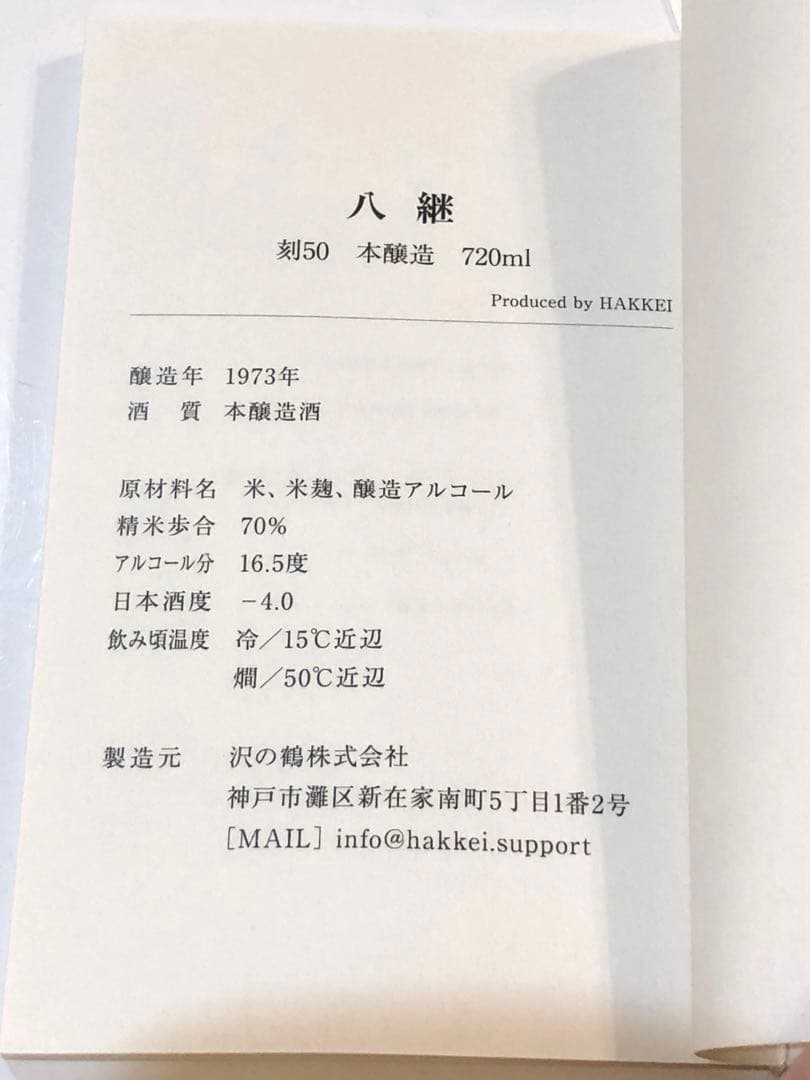 八継
刻50 本醸造 720ml
Produced by HAKKEI
醸造年 1973年
酒質 本醸造酒
原材料名 米、米麹、醸造アルコール
精米歩合 70%
アルコール分 16.5度
日本酒度 −4.0
飲み頃温度 冷／15℃近辺
燗／50℃近辺
製造元 沢の鶴株式会社
神戸市灘区新在家南町5丁目1番2号
[MAIL] info@hakkei.support